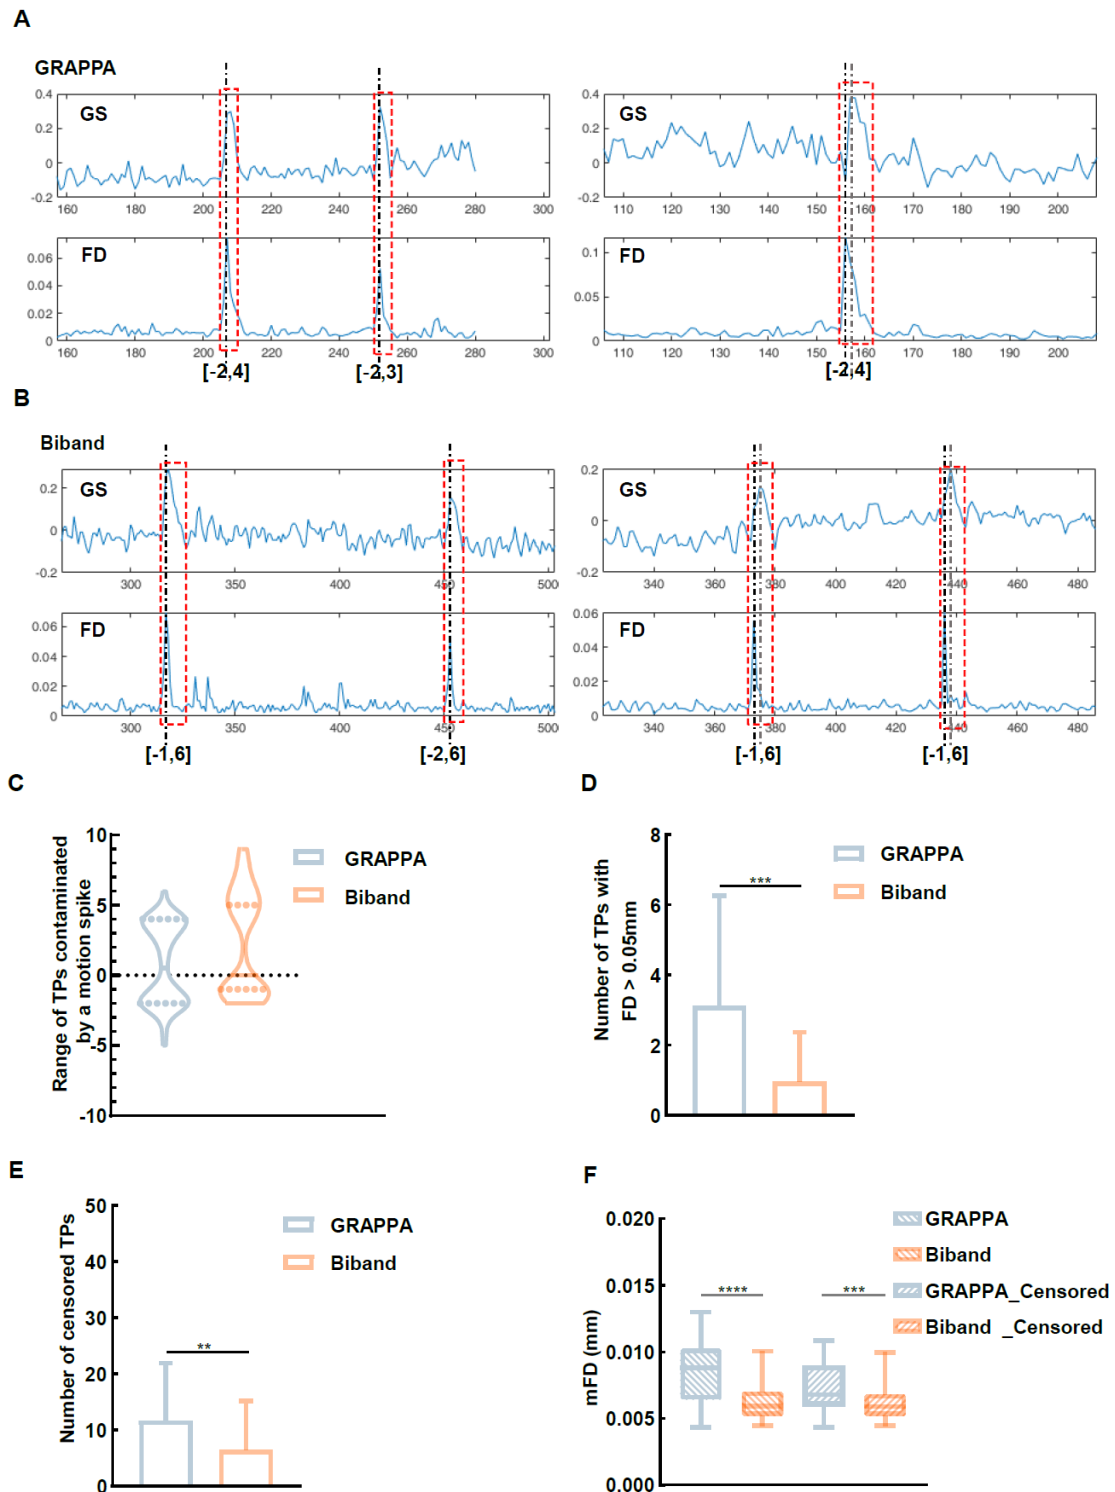 A
GRAPPA
0.4
0.2
0
-0.2
GS
160 180 200 220 240 260 280 300
0.4
0.2
0
-0.2
GS
110 120 130 140 150 160 170 180 190 200
0.06
0.04
0.02
0
FD
160 180 200 220 240 260 280 300
[-2,4] [-2,3]
0.1
0.05
0
FD
110 120 130 140 150 160 170 180 190 200
[-2,4]
B
Biband
0.2
0
-0.2
GS
300 350 400 450 500
0.2
0
-0.2
GS
340 360 380 400 420 440 460 480
0.06
0.04
0.02
0
FD
300 350 400 450 500
[-1,6] [-2,6]
0.06
0.04
0.02
0
FD
340 360 380 400 420 440 460 480
[-1,6] [-1,6]
C
Range of TPs contaminated
by a motion spike
10
5
0
-5
-10
GRAPPA
Biband
D
Number of TPs with
FD > 0.05mm
8
6
4
2
0
***
GRAPPA
Biband
E
Number of censored TPs
50
40
30
20
10
0
**
GRAPPA
Biband
F
mFD (mm)
0.020
0.015
0.010
0.005
0.000
**** ***
GRAPPA
Biband
GRAPPA_Censored
Biband _Censored